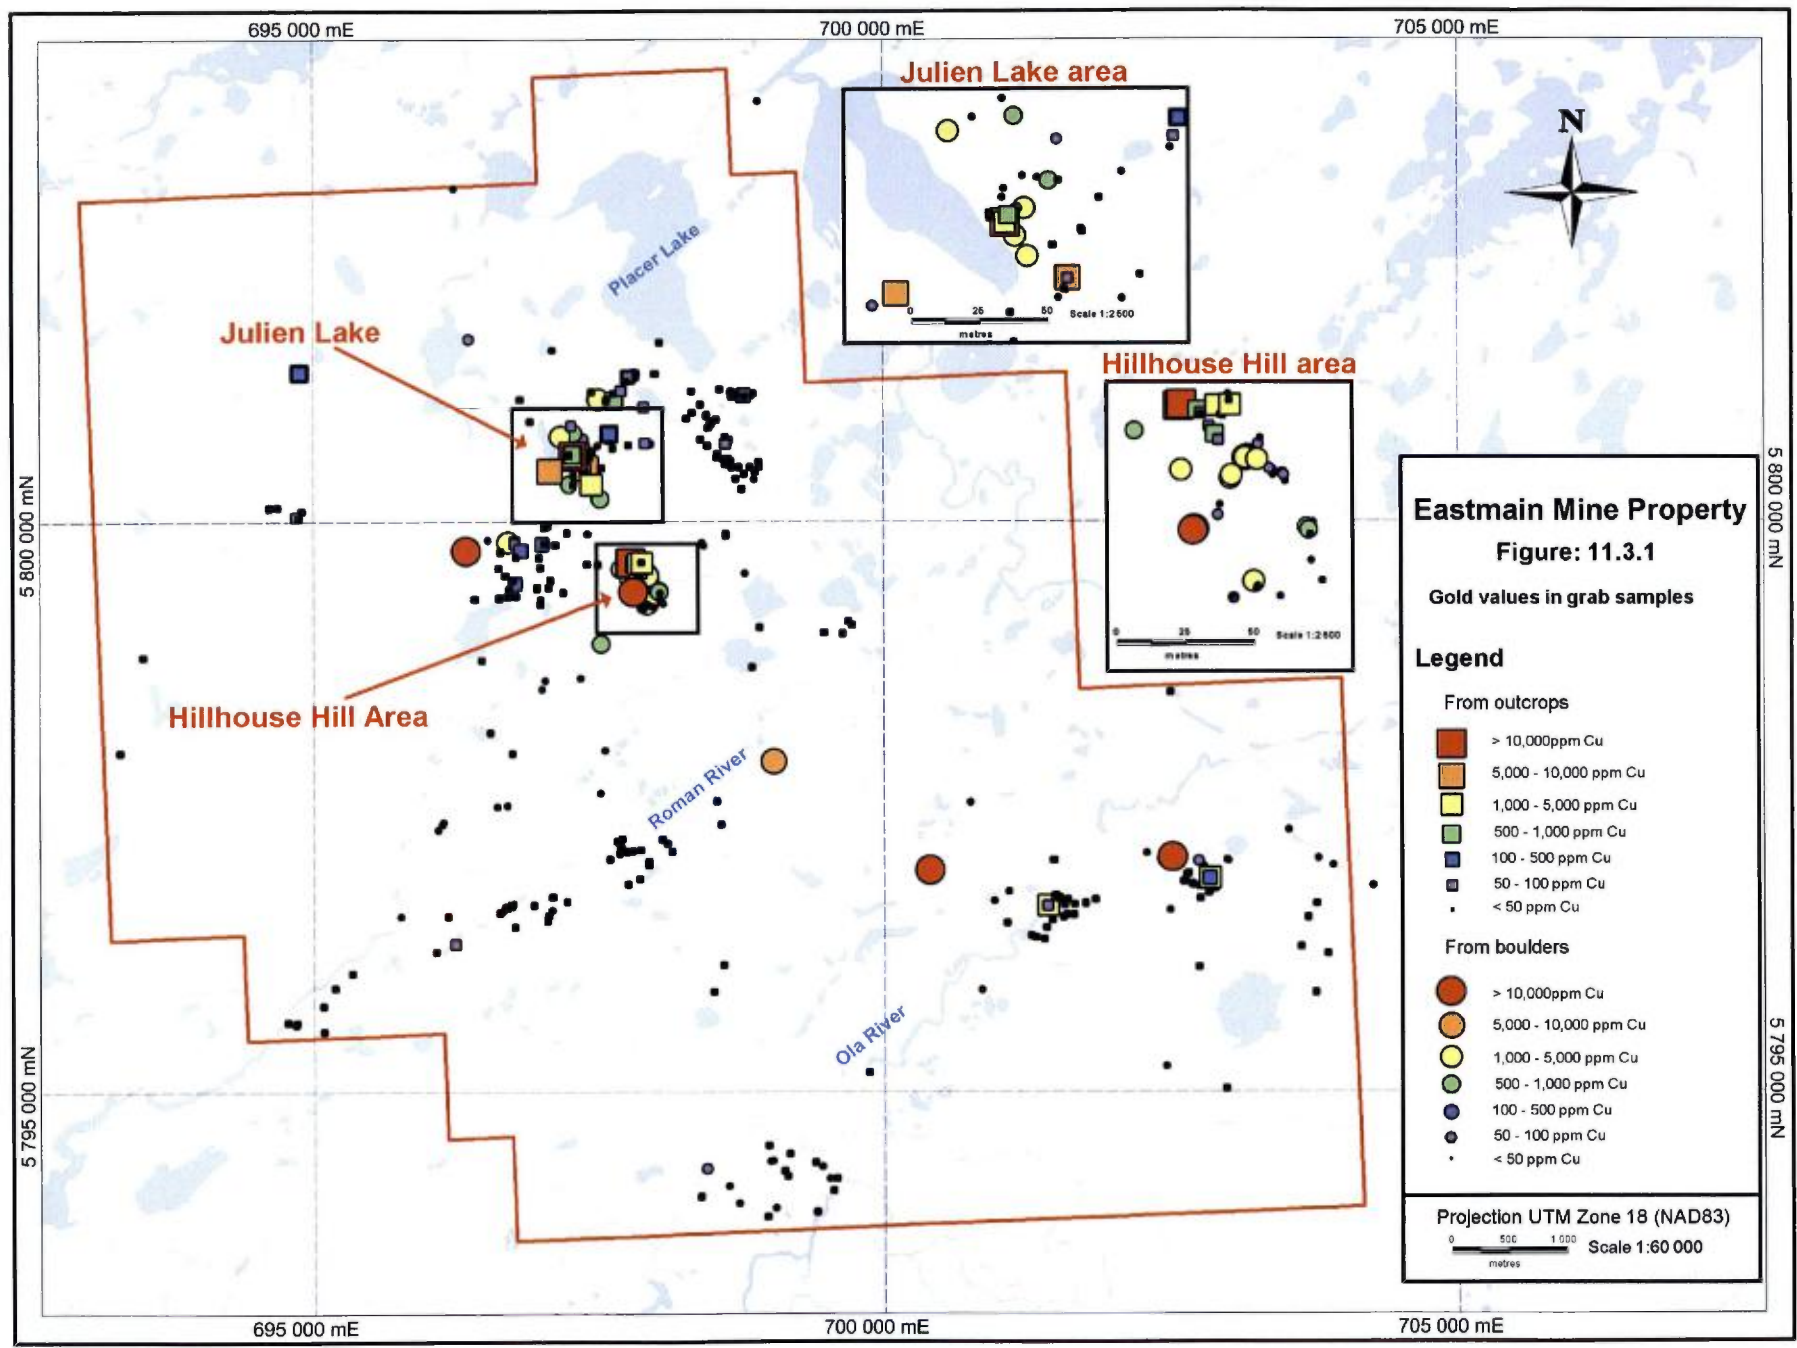 695 000 mE
700 000 mE
705 000 mE
Julien Lake area
N
0 25 50 Scale 1:2500
metres
Placer Lake
Julien Lake
Hillhouse Hill area
0 25 50 Scale 1:2500
metres
5 800 000 mN
5 800 000 mN
Hillhouse Hill Area
Roman River
Ola River
5 795 000 mN
5 795 000 mN
Eastmain Mine Property
Figure: 11.3.1
Gold values in grab samples
Legend
From outcrops
> 10,000ppm Cu
5,000 - 10,000 ppm Cu
1,000 - 5,000 ppm Cu
500 - 1,000 ppm Cu
100 - 500 ppm Cu
50 - 100 ppm Cu
< 50 ppm Cu
From boulders
> 10,000ppm Cu
5,000 - 10,000 ppm Cu
1,000 - 5,000 ppm Cu
500 - 1,000 ppm Cu
100 - 500 ppm Cu
50 - 100 ppm Cu
< 50 ppm Cu
Projection UTM Zone 18 (NAD83)
0 500 1 000 Scale 1:60 000
metres
695 000 mE
700 000 mE
705 000 mE